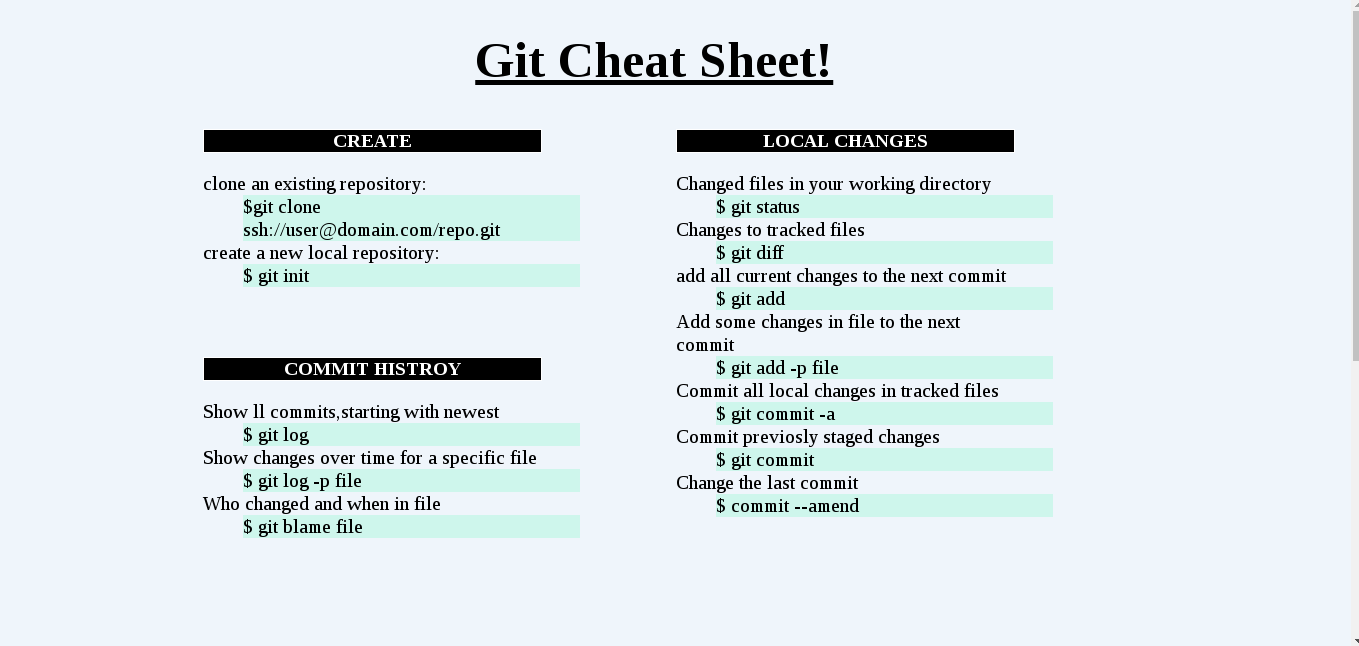 Git Cheat Sheet!
CREATE
clone an existing repository:
$git clone
ssh://user@domain.com/repo.git
create a new local repository:
$ git init
COMMIT HISTROY
Show ll commits,starting with newest
$ git log
Show changes over time for a specific file
$ git log -p file
Who changed and when in file
$ git blame file
LOCAL CHANGES
Changed files in your working directory
$ git status
Changes to tracked files
$ git diff
add all current changes to the next commit
$ git add
Add some changes in file to the next
commit
$ git add -p file
Commit all local changes in tracked files
$ git commit -a
Commit previosly staged changes
$ git commit
Change the last commit
$ commit --amend